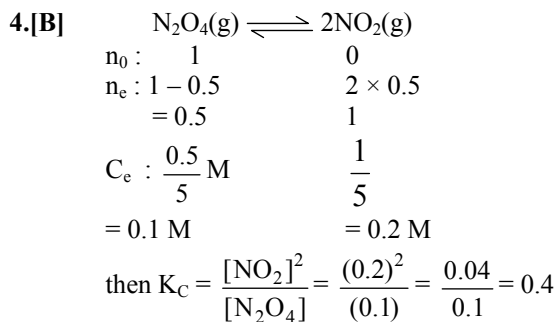 4.[B] N₂O₄(g) ⇌ 2NO₂(g)
n₀ : 1 0
nₑ : 1 – 0.5 2 × 0.5
= 0.5 1
Cₑ : 0.5/5 M 1/5
= 0.1 M = 0.2 M
then K_C = [NO₂]²/[N₂O₄] = (0.2)²/(0.1) = 0.04/0.1 = 0.4